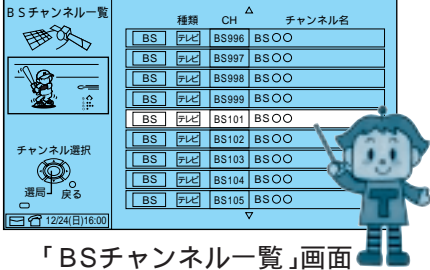 BSチャンネル一覧
種類 CH チャンネル名
BS テレビ BS996 BS○○
BS テレビ BS997 BS○○
BS テレビ BS998 BS○○
BS テレビ BS999 BS○○
BS テレビ BS101 BS○○
BS テレビ BS102 BS○○
BS テレビ BS103 BS○○
BS テレビ BS104 BS○○
BS テレビ BS105 BS○○
チャンネル選択
選局 戻る
12/24(日)16:00
T
「BSチャンネル一覧」画面